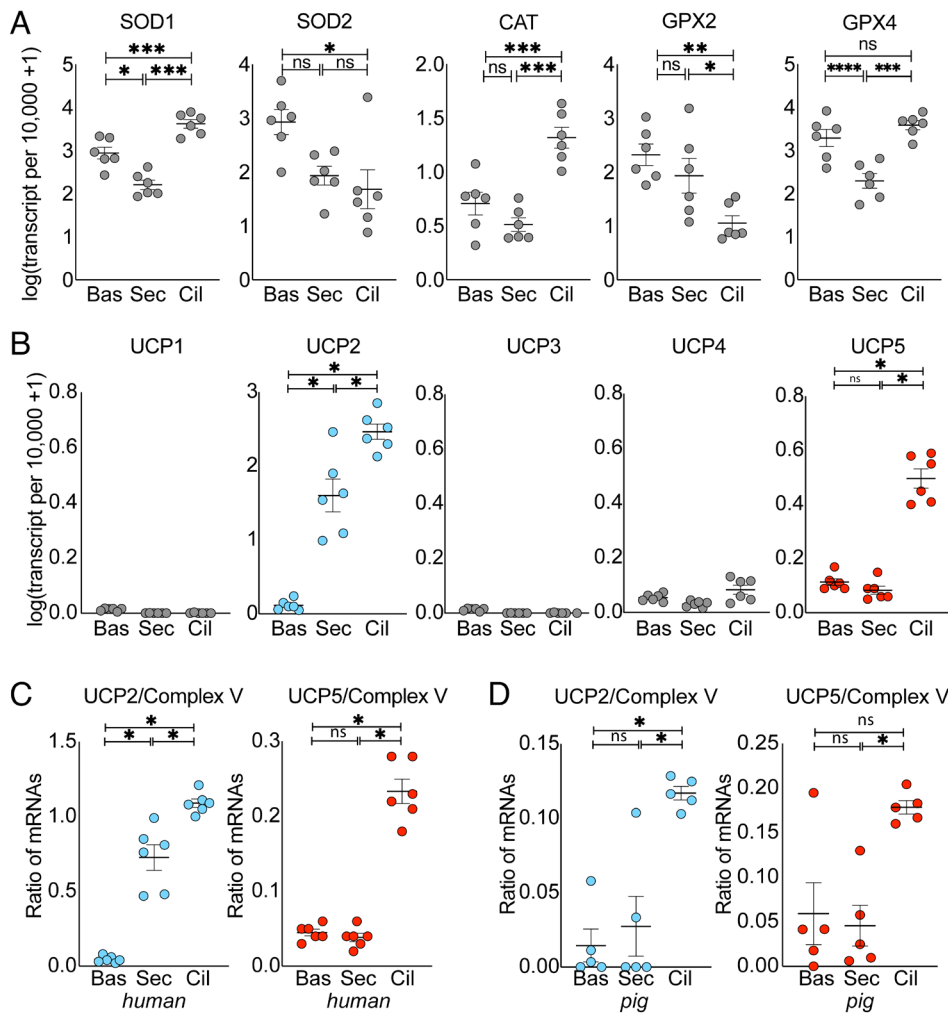 A
SOD1 SOD2 CAT GPX2 GPX4
*** * *** ** ns
* *** ns ns ns *** ns * **** ***
log(transcript per 10,000 +1)
5 4 2.0 4 5
4 3 1.5 3 4
3 2 1.0 2 3
2 1 0.5 1 2
1 1
0 0 0.0 0 0
Bas Sec Cil Bas Sec Cil Bas Sec Cil Bas Sec Cil Bas Sec Cil
B
UCP1 UCP2 UCP3 UCP4 UCP5
* *
* * ns *
log(transcript per 10,000 +1)
0.8 3 0.8 0.8 0.8
0.6 2 0.6 0.6 0.6
0.4 1 0.4 0.4 0.4
0.2 0.2 0.2 0.2
0.0 0 0.0 0.0 0.0
Bas Sec Cil Bas Sec Cil Bas Sec Cil Bas Sec Cil Bas Sec Cil
C
UCP2/Complex V UCP5/Complex V
* *
* * ns *
Ratio of mRNAs Ratio of mRNAs
1.5 0.3
1.0 0.2
0.5 0.1
0.0 0.0
Bas Sec Cil Bas Sec Cil
human human
D
UCP2/Complex V UCP5/Complex V
* ns
ns * ns *
Ratio of mRNAs Ratio of mRNAs
0.15 0.25
0.10 0.20
0.05 0.15
0.00 0.10
0.05
0.00
Bas Sec Cil Bas Sec Cil
pig pig